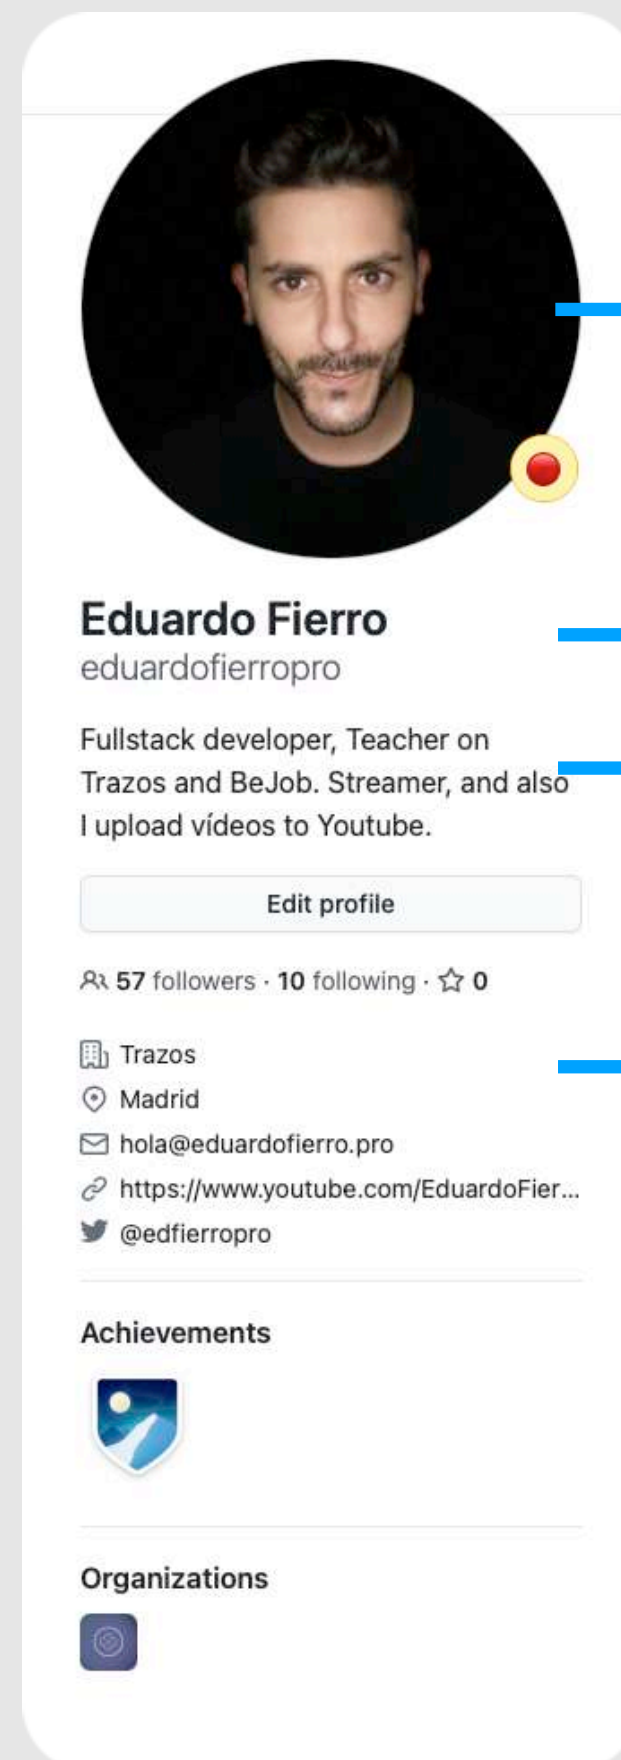 Eduardo Fierro
eduardofierropro
Fullstack developer, Teacher on
Trazos and BeJob. Streamer, and also
I upload vídeos to Youtube.
Edit profile
57 followers · 10 following · 0
Trazos
Madrid
hola@eduardofierro.pro
https://www.youtube.com/EduardoFier...
@edfierropro
Achievements
Organizations